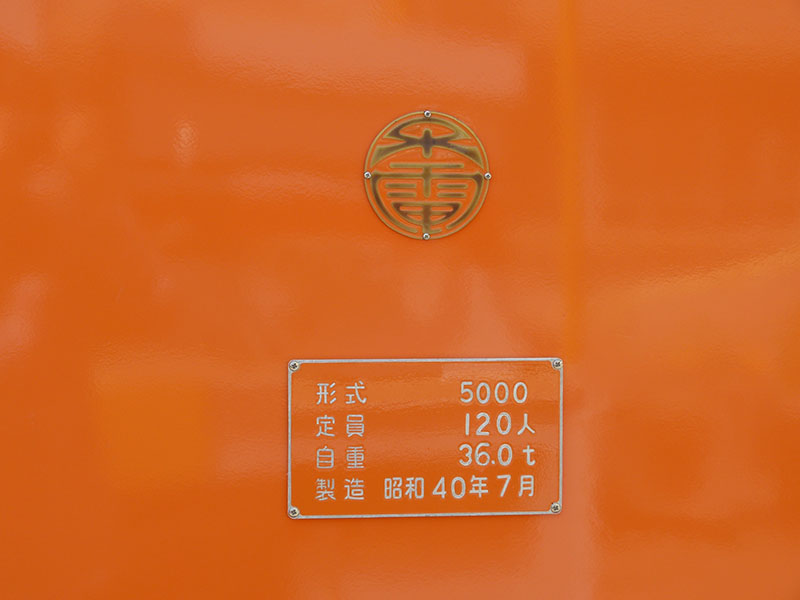 形式 5000
定員 120人
自重 36.0 t
製造 昭和40年7月